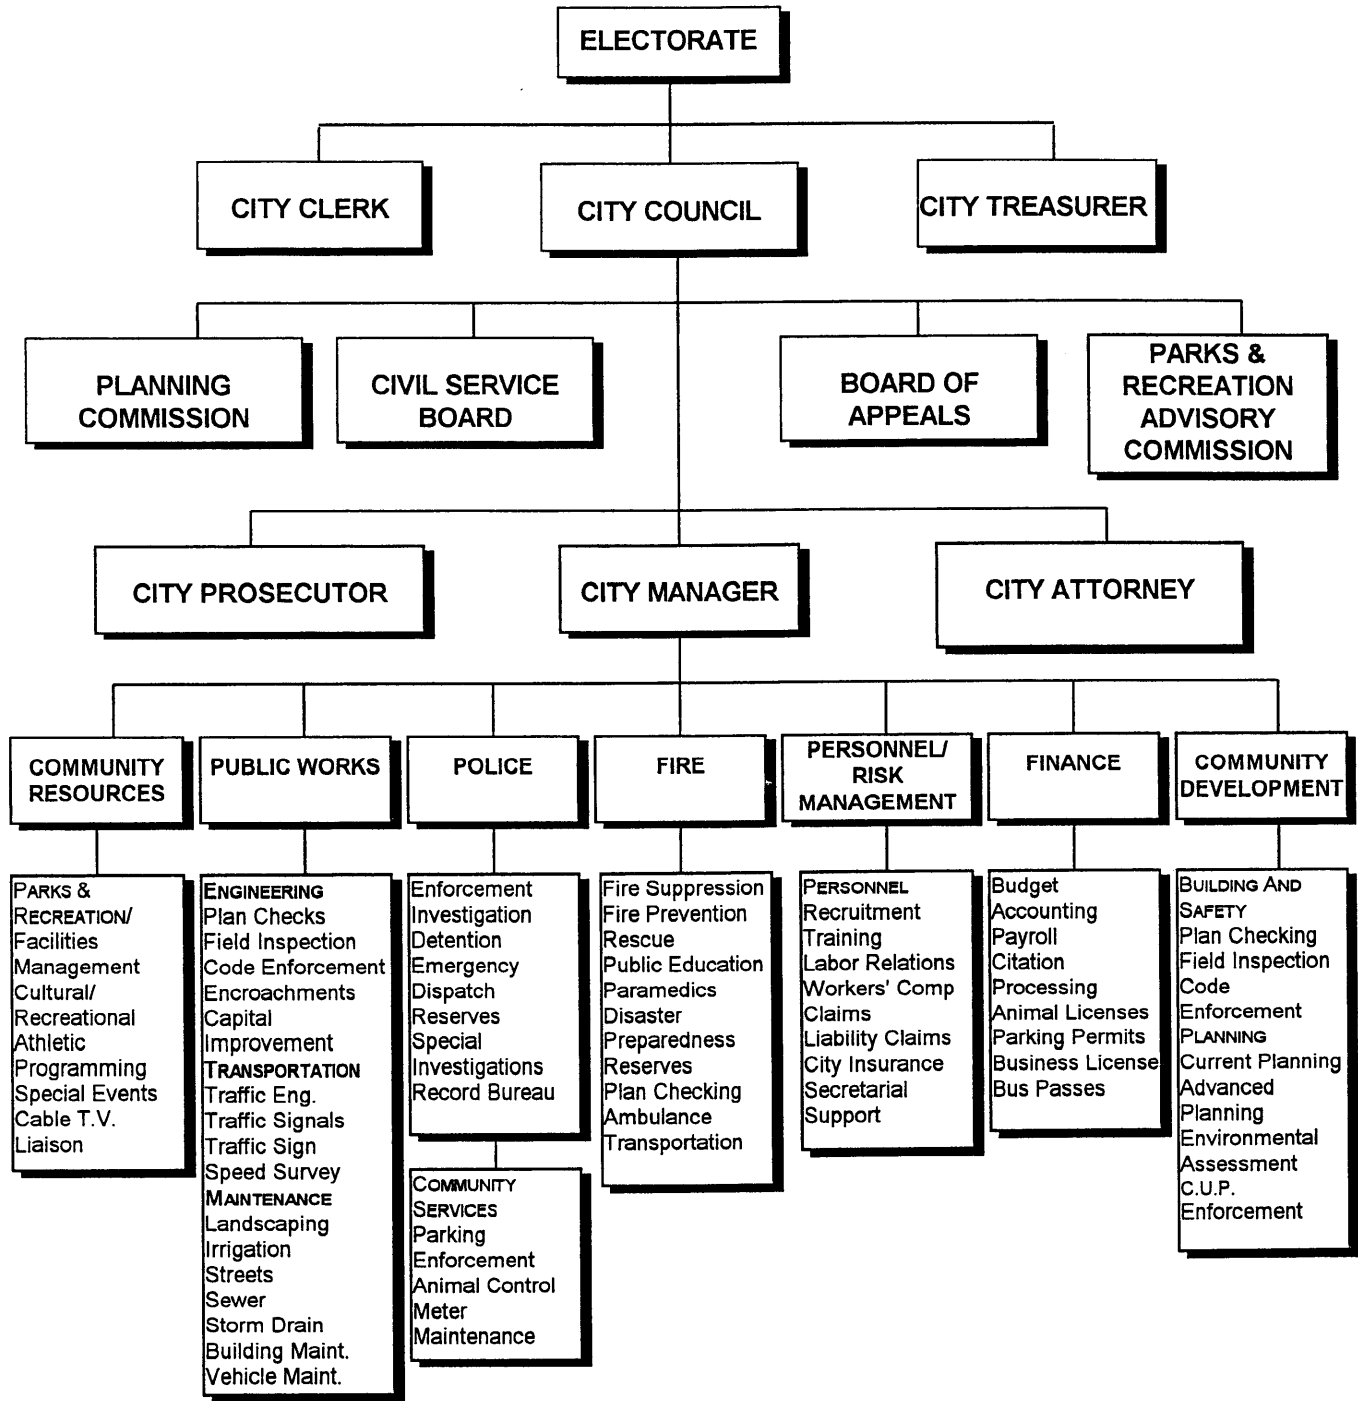 ELECTORATE
CITY CLERK
CITY COUNCIL
CITY TREASURER
PLANNING
COMMISSION
CIVIL SERVICE
BOARD
BOARD OF
APPEALS
PARKS &
RECREATION
ADVISORY
COMMISSION
CITY PROSECUTOR
CITY MANAGER
CITY ATTORNEY
COMMUNITY
RESOURCES
PUBLIC WORKS
POLICE
FIRE
PERSONNEL/
RISK
MANAGEMENT
FINANCE
COMMUNITY
DEVELOPMENT
PARKS &
RECREATION/
Facilities
Management
Cultural/
Recreational
Athletic
Programming
Special Events
Cable T.V.
Liaison
ENGINEERING
Plan Checks
Field Inspection
Code Enforcement
Encroachments
Capital
Improvement
TRANSPORTATION
Traffic Eng.
Traffic Signals
Traffic Sign
Speed Survey
MAINTENANCE
Landscaping
Irrigation
Streets
Sewer
Storm Drain
Building Maint.
Vehicle Maint.
Enforcement
Investigation
Detention
Emergency
Dispatch
Reserves
Special
Investigations
Record Bureau
COMMUNITY
SERVICES
Parking
Enforcement
Animal Control
Meter
Maintenance
Fire Suppression
Fire Prevention
Rescue
Public Education
Paramedics
Disaster
Preparedness
Reserves
Plan Checking
Ambulance
Transportation
PERSONNEL
Recruitment
Training
Labor Relations
Workers' Comp
Claims
Liability Claims
City Insurance
Secretarial
Support
Budget
Accounting
Payroll
Citation
Processing
Animal Licenses
Parking Permits
Business License
Bus Passes
BUILDING AND
SAFETY
Plan Checking
Field Inspection
Code
Enforcement
PLANNING
Current Planning
Advanced
Planning
Environmental
Assessment
C.U.P.
Enforcement